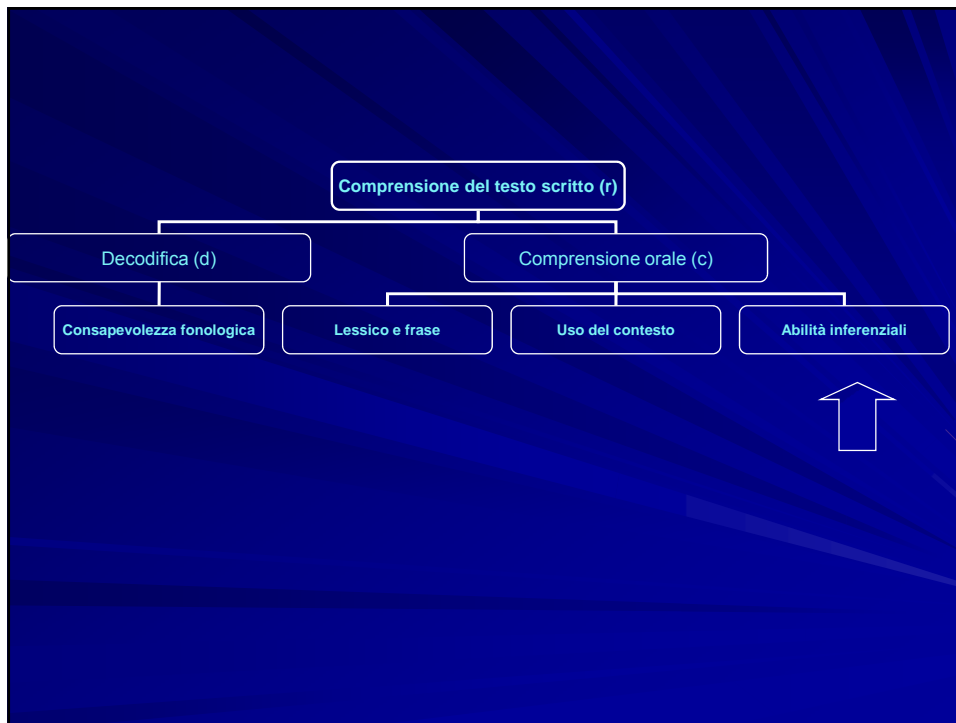 Comprensione del testo scritto (r)
Decodifica (d)
Comprensione orale (c)
Consapevolezza fonologica
Lessico e frase
Uso del contesto
Abilità inferenziali